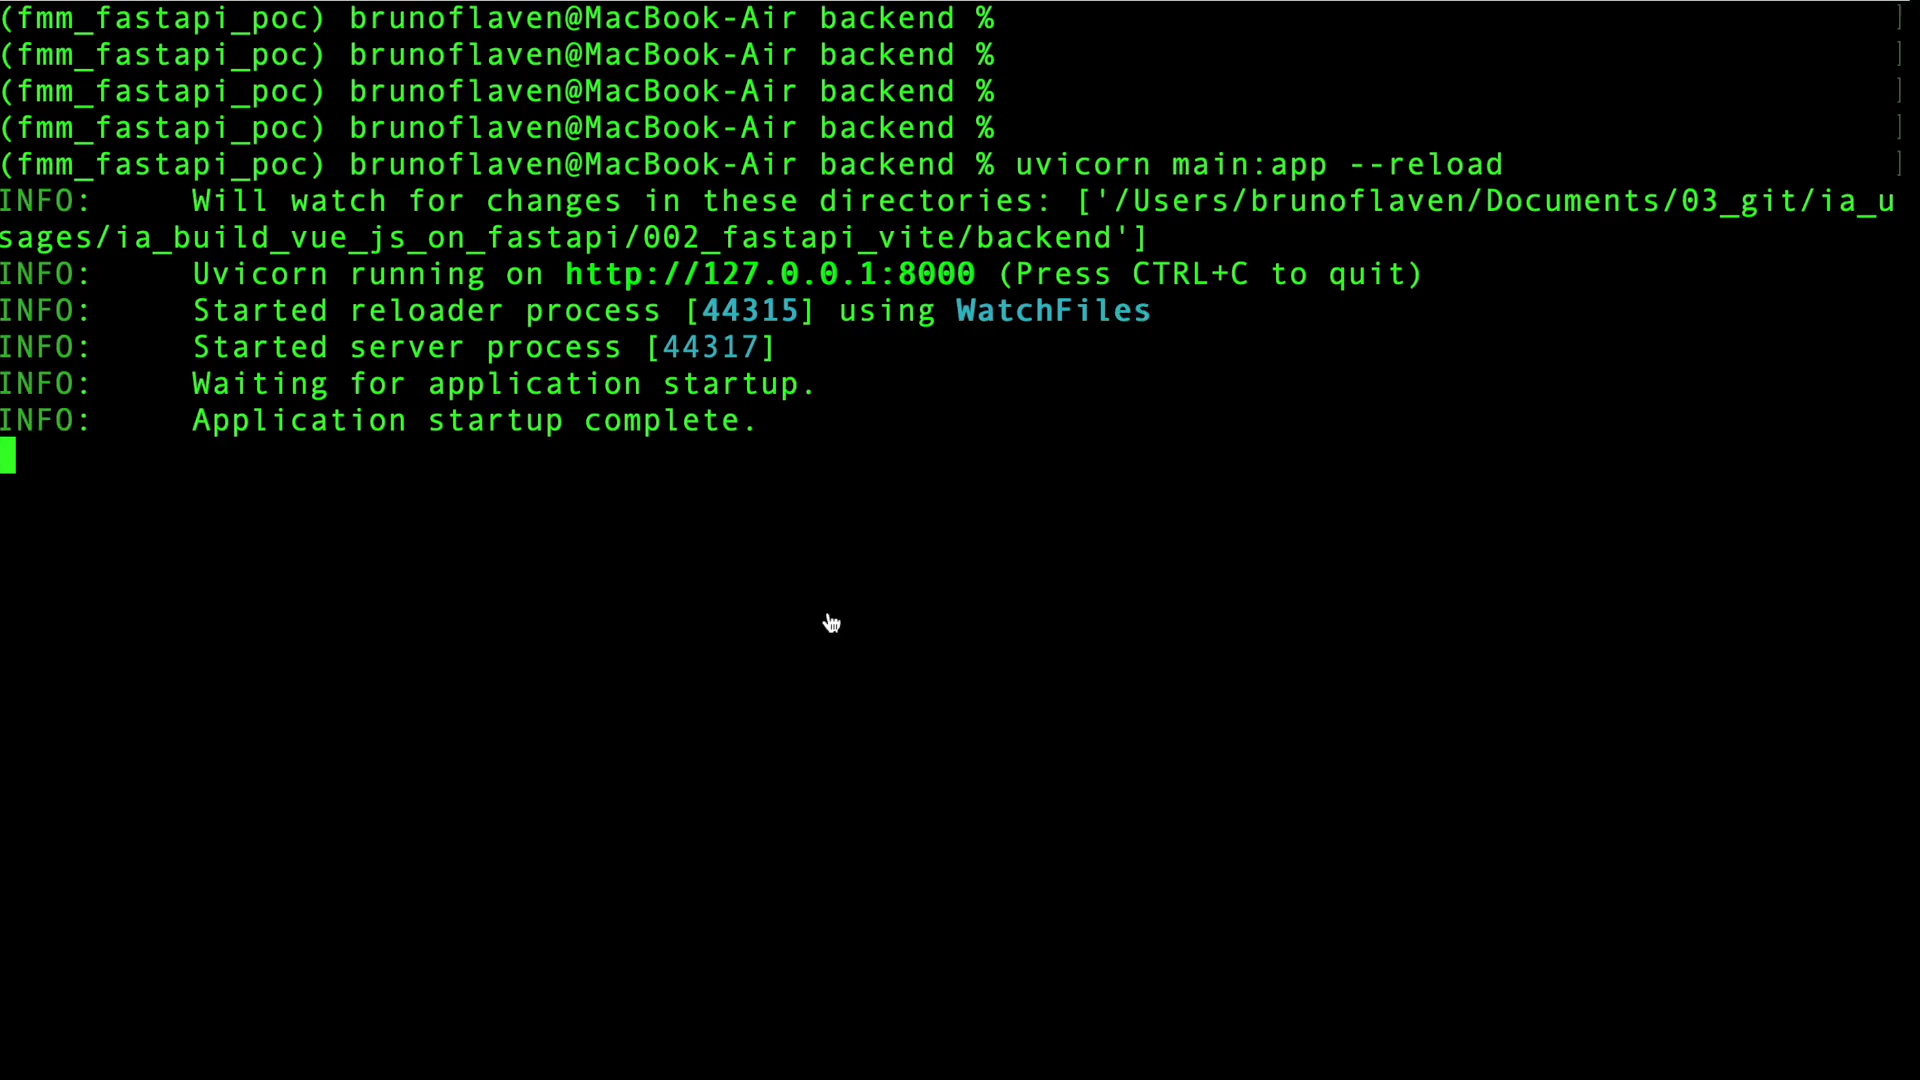 (fmm_fastapi_poc) brunoflaven@MacBook-Air backend % ]
(fmm_fastapi_poc) brunoflaven@MacBook-Air backend % ]
(fmm_fastapi_poc) brunoflaven@MacBook-Air backend % ]
(fmm_fastapi_poc) brunoflaven@MacBook-Air backend % ]
(fmm_fastapi_poc) brunoflaven@MacBook-Air backend % uvicorn main:app --reload ]
INFO:     Will watch for changes in these directories: ['/Users/brunoflaven/Documents/03_git/ia_u
sages/ia_build_vue_js_on_fastapi/002_fastapi_vite/backend']
INFO:     Uvicorn running on http://127.0.0.1:8000 (Press CTRL+C to quit)
INFO:     Started reloader process [44315] using WatchFiles
INFO:     Started server process [44317]
INFO:     Waiting for application startup.
INFO:     Application startup complete.